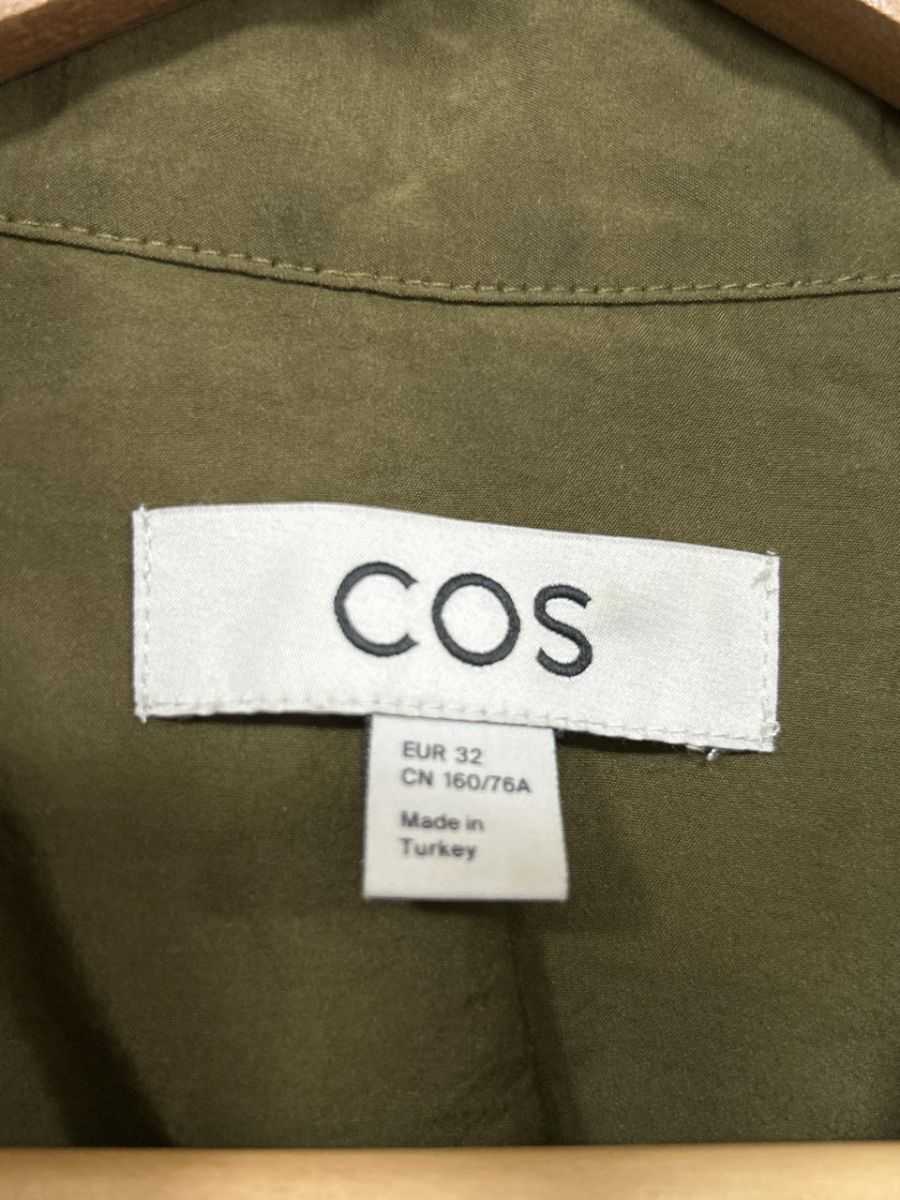 COS
EUR 32
CN 160/76A
Made in
Turkey